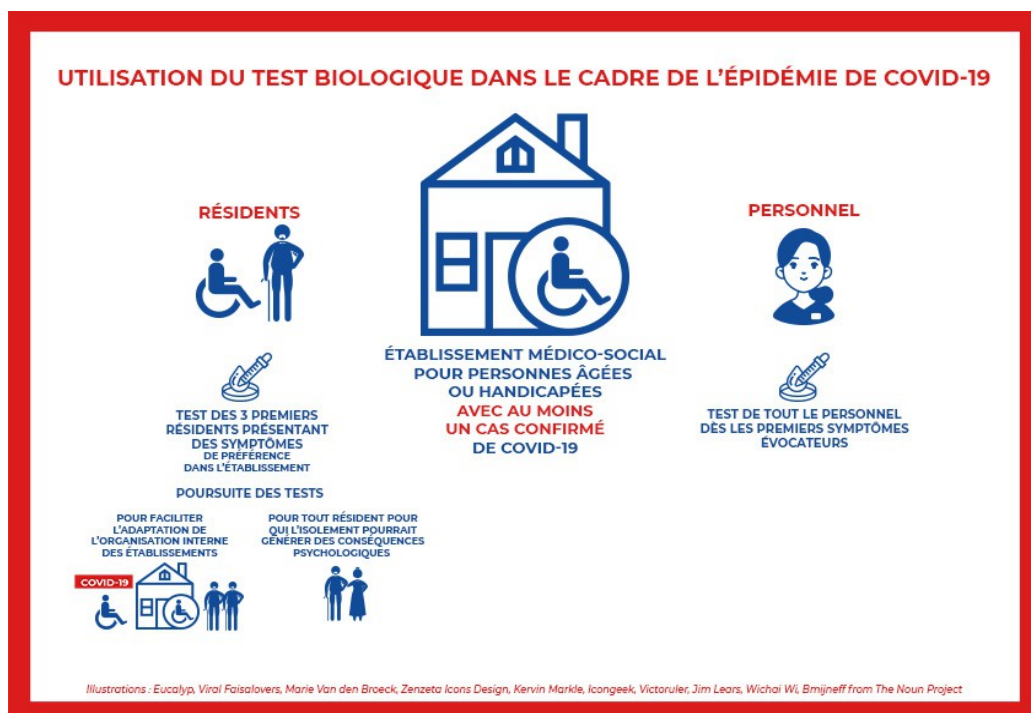 UTILISATION DU TEST BIOLOGIQUE DANS LE CADRE DE L'ÉPIDÉMIE DE COVID-19
RÉSIDENTS
TEST DES 3 PREMIERS
RÉSIDENTS PRÉSENTANT
DES SYMPTÔMES
DE PRÉFÉRENCE
DANS L'ÉTABLISSEMENT
POURSUITE DES TESTS
POUR FACILITER
L'ADAPTATION DE
L'ORGANISATION INTERNE
DES ÉTABLISSEMENTS
COVID-19
POUR TOUT RÉSIDENT POUR
QUI L'ISOLEMENT POURRAIT
GÉNÉRER DES CONSÉQUENCES
PSYCHOLOGIQUES
ÉTABLISSEMENT MÉDICO-SOCIAL
POUR PERSONNES ÂGÉES
OU HANDICAPÉES
AVEC AU MOINS
UN CAS CONFIRMÉ
DE COVID-19
PERSONNEL
TEST DE TOUT LE PERSONNEL
DÈS LES PREMIERS SYMPTÔMES
ÉVOCATEURS
Illustrations : Eucalyp, Viral Faisalovers, Marie Van den Broeck, Zenzeta Icons Design, Kervin Markle, Icongeek, Victoruler, Jim Lears, Wichai Wi, Bmijneff from The Noun Project